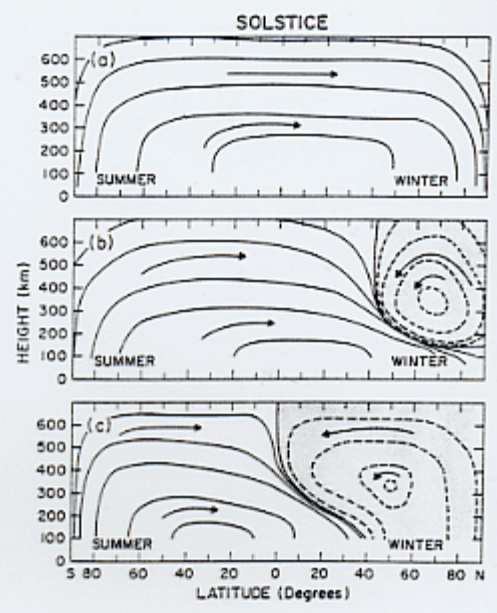 SOLSTICE
600
(a)
500
400
300
200
100
SUMMER
WINTER
0
600
(b)
500
400
300
200
100
SUMMER
WINTER
0
HEIGHT (km)
600
(c)
500
400
300
200
100
SUMMER
WINTER
0
S 80 60 40 20 0 20 40 60 80 N
LATITUDE (Degrees)